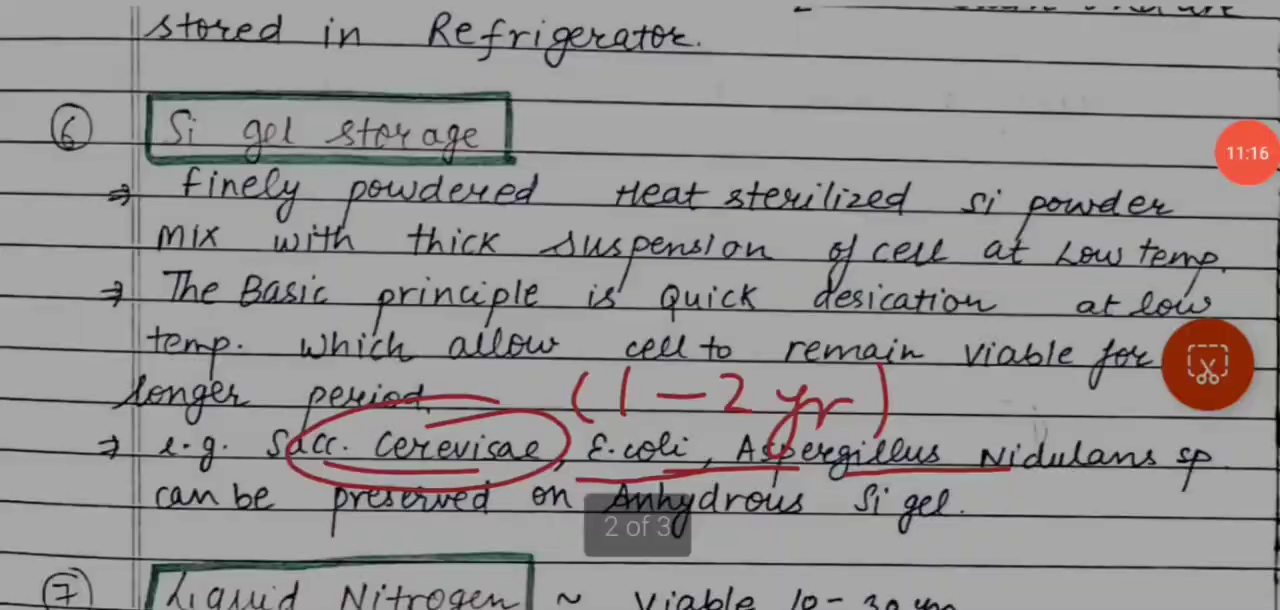 stored in Refrigerator.
⑥ Si gel storage
⇒ finely powdered Heat sterilized Si powder
mix with thick suspension of cell at Low temp.
⇒ The Basic principle is Quick desication at low
temp. which allow cell to remain viable for
longer period. (1-2 yr)
⇒ e.g. Sacc. Cerevisae, E.coli, Aspergillus Nidulans sp
can be preserved on Anhydrous Si gel.
⑦ Liquid Nitrogen ~ viable 10-30 yrs
11:16
2 of 3